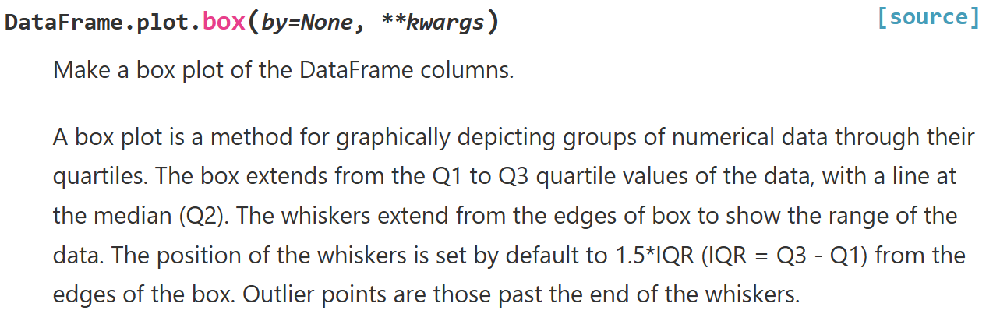 DataFrame.plot.box(by=None, **kwargs) [source]
Make a box plot of the DataFrame columns.
A box plot is a method for graphically depicting groups of numerical data through their
quartiles. The box extends from the Q1 to Q3 quartile values of the data, with a line at
the median (Q2). The whiskers extend from the edges of box to show the range of the
data. The position of the whiskers is set by default to 1.5*IQR (IQR = Q3 - Q1) from the
edges of the box. Outlier points are those past the end of the whiskers.